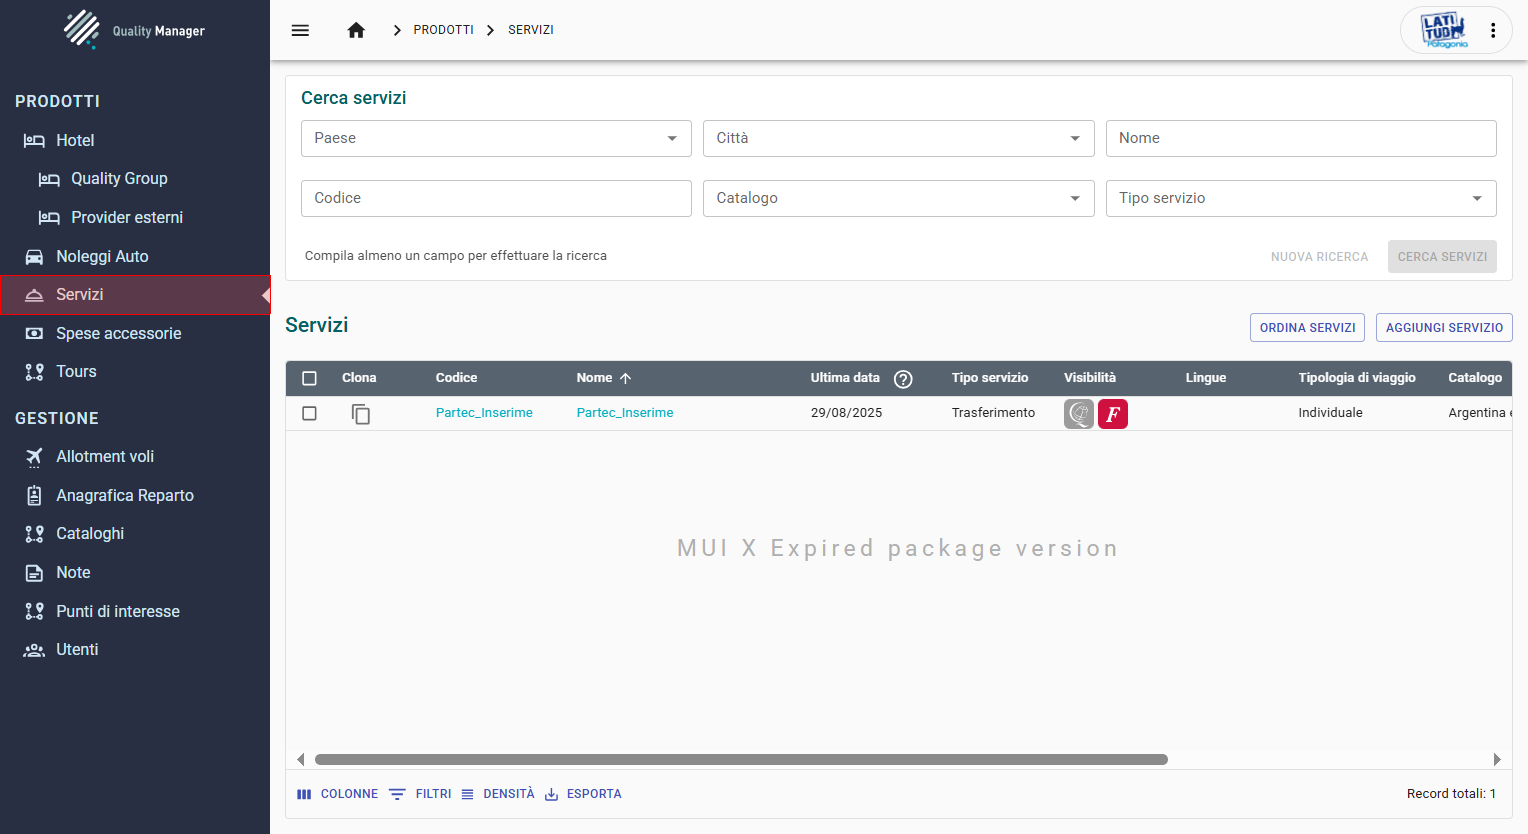 Quality Manager
PRODOTTI
Hotel
Quality Group
Provider esterni
Noleggi Auto
Servizi
Spese accessorie
Tours
GESTIONE
Allotment voli
Anagrafica Reparto
Cataloghi
Note
Punti di interesse
Utenti
PRODOTTI SERVIZI
LATI
TUD
Patagonia
Cerca servizi
Paese Città Nome
Codice Catalogo Tipo servizio
Compila almeno un campo per effettuare la ricerca NUOVA RICERCA CERCA SERVIZI
Servizi ORDINA SERVIZI AGGIUNGI SERVIZIO
Clona Codice Nome Ultima data Tipo servizio Visibilità Lingue Tipologia di viaggio Catalogo
Partec_Inserime Partec_Inserime 29/08/2025 Trasferimento F Individuale Argentina e
MUI X Expired package version
COLONNE FILTRI DENSITÀ ESPORTA Record totali: 1